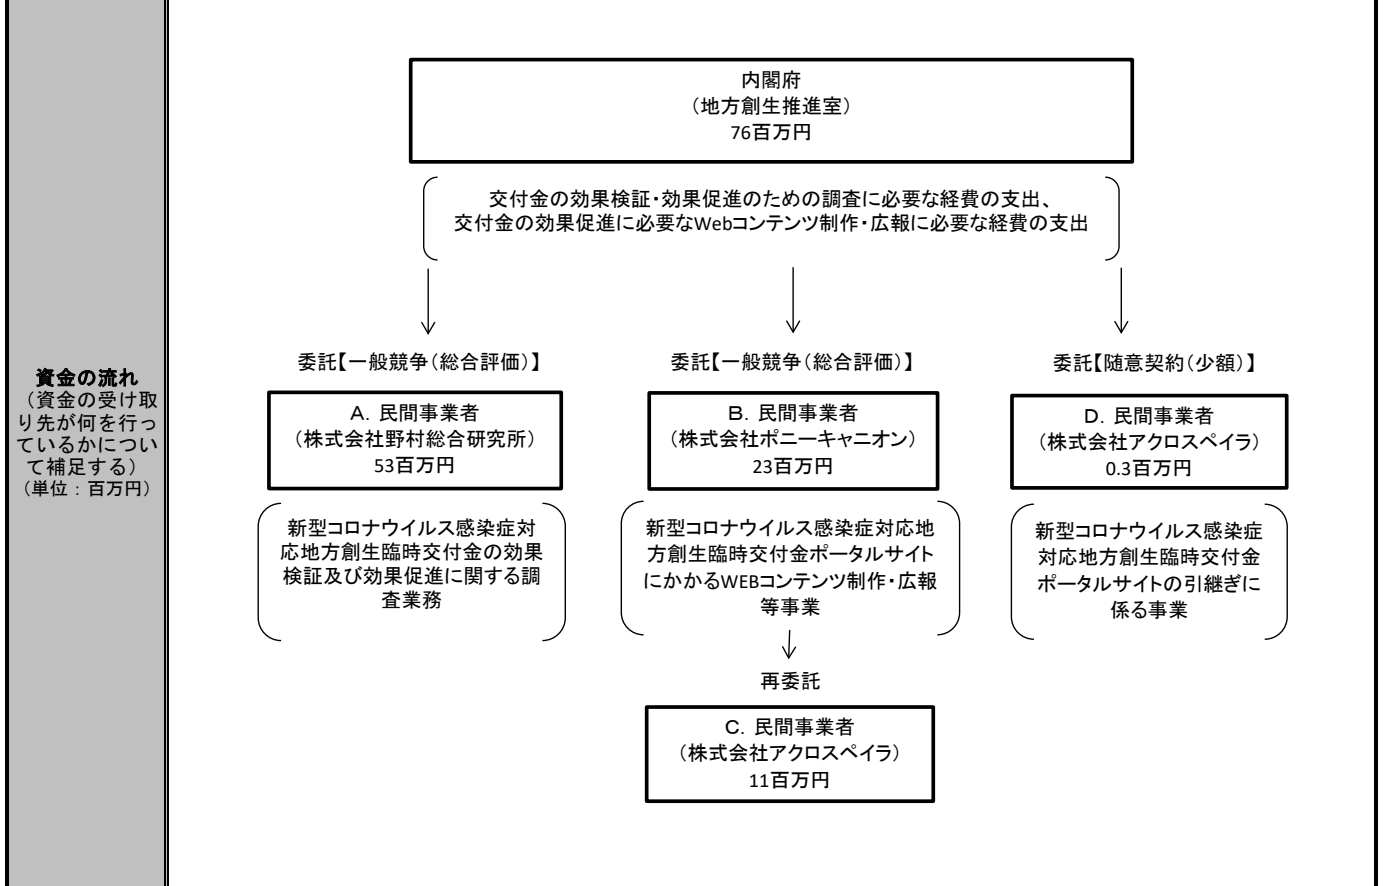 資金の流れ
（資金の受け取
り先が何を行っ
ているかについ
て補足する）
（単位：百万円）
内閣府
（地方創生推進室）
76百万円
交付金の効果検証・効果促進のための調査に必要な経費の支出、
交付金の効果促進に必要なWebコンテンツ制作・広報に必要な経費の支出
委託【一般競争（総合評価）】
A．民間事業者
（株式会社野村総合研究所）
53百万円
新型コロナウイルス感染症対
応地方創生臨時交付金の効果
検証及び効果促進に関する調
査業務
委託【一般競争（総合評価）】
B．民間事業者
（株式会社ポニーキャニオン）
23百万円
新型コロナウイルス感染症対応地
方創生臨時交付金ポータルサイト
にかかるWEBコンテンツ制作・広報
等事業
再委託
C．民間事業者
（株式会社アクロスペイラ）
11百万円
委託【随意契約（少額）】
D．民間事業者
（株式会社アクロスペイラ）
0.3百万円
新型コロナウイルス感染症
対応地方創生臨時交付金
ポータルサイトの引継ぎに
係る事業